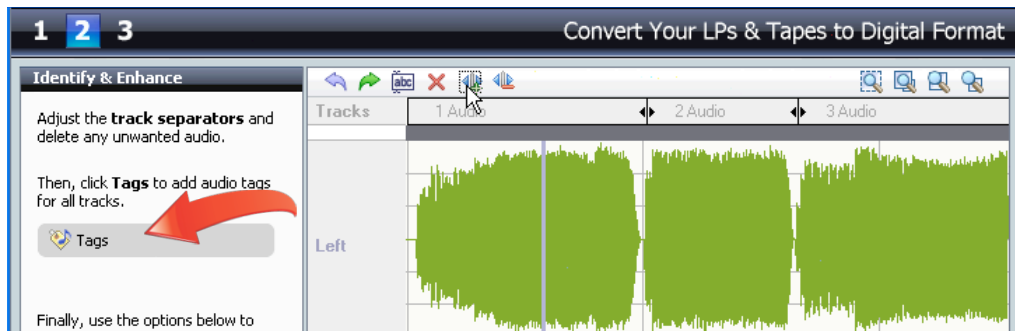 1 2 3
Convert Your LPs & Tapes to Digital Format
Identify & Enhance
Adjust the track separators and
delete any unwanted audio.
Then, click Tags to add audio tags
for all tracks.
Tags
Finally, use the options below to
abc
Tracks
1 Audio
2 Audio
3 Audio
Left